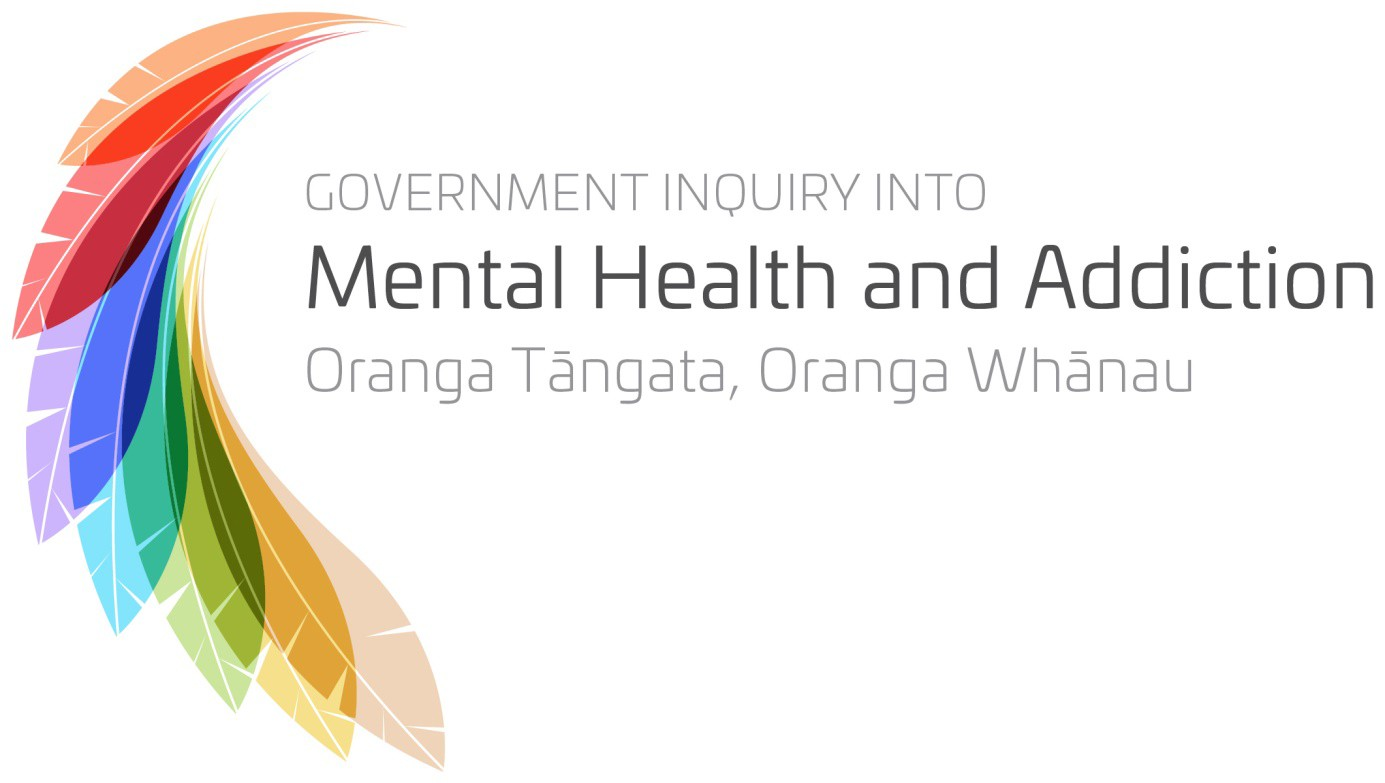 GOVERNMENT INQUIRY INTO
Mental Health and Addiction
Oranga Tāngata, Oranga Whānau